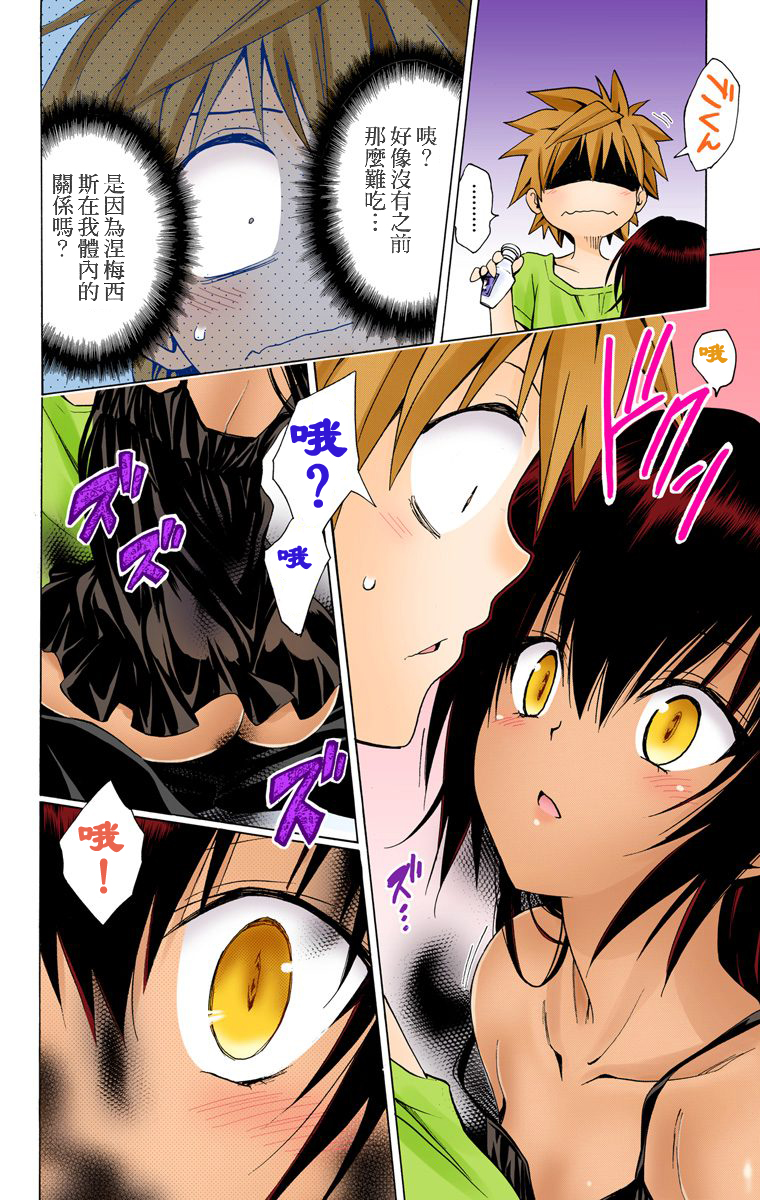 デルん
………
咦？
好像沒有之前
那麼難吃…
是因為涅梅西
斯在我體內的
關係嗎？
哦
ドクン
哦？
哦
ズズ
ズ
ズ…
哦！